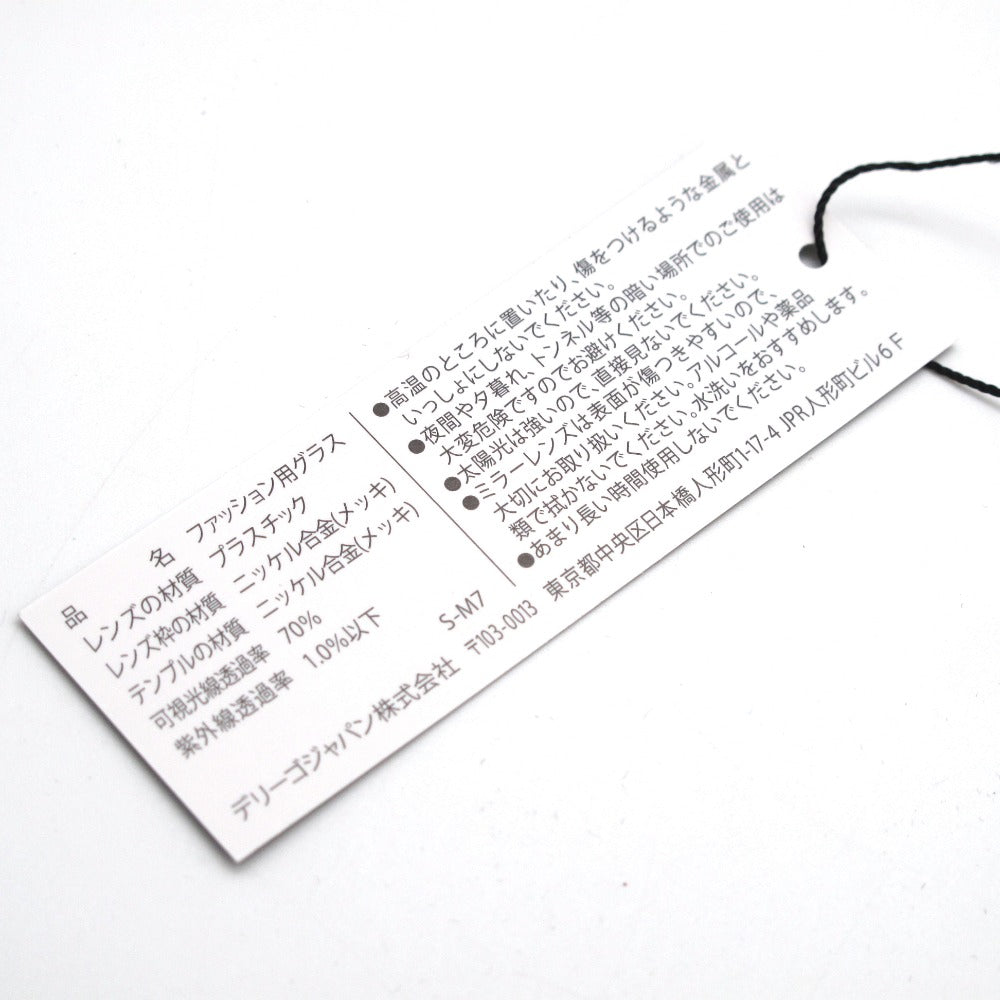 品　　　名　ファッション用グラス
レンズの材質　プラスチック
レンズ枠の材質　ニッケル合金(メッキ)
テンプルの材質　ニッケル合金(メッキ)
可視光線透過率　70%
紫外線透過率　1.0%以下
S-M7
●高温のところに置いたり、傷をつけるような金属と
いっしょにしないでください。
●夜間や夕暮れ、トンネル等の暗い場所でのご使用は
大変危険ですのでお避けください。
●太陽光は強いので、直接見ないでください。
●ミラーレンズは表面が傷つきやすいので、
大切にお取り扱いください。アルコールや薬品
類で拭かないでください。水洗いをおすすめします。
●あまり長い時間使用しないでください。
デリーゴジャパン株式会社　〒103-0013　東京都中央区日本橋人形町1-17-4 JPR人形町ビル6F